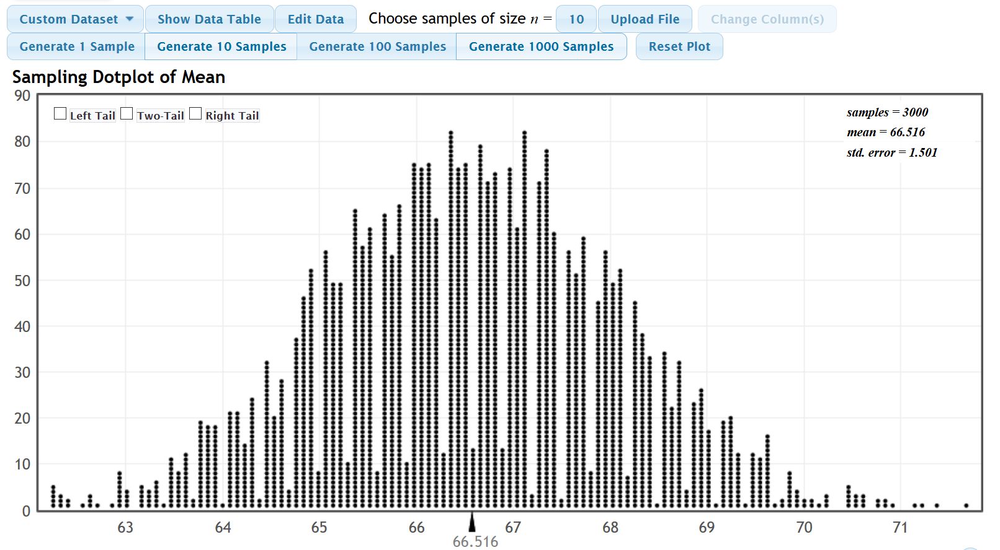 Custom Dataset Show Data Table Edit Data Choose samples of size n = 10 Upload File Change Column(s)
Generate 1 Sample Generate 10 Samples Generate 100 Samples Generate 1000 Samples Reset Plot
Sampling Dotplot of Mean
90
Left Tail Two-Tail Right Tail
samples = 3000
mean = 66.516
std. error = 1.501
80
70
60
50
40
30
20
10
0
63 64 65 66 67 68 69 70 71
66.516